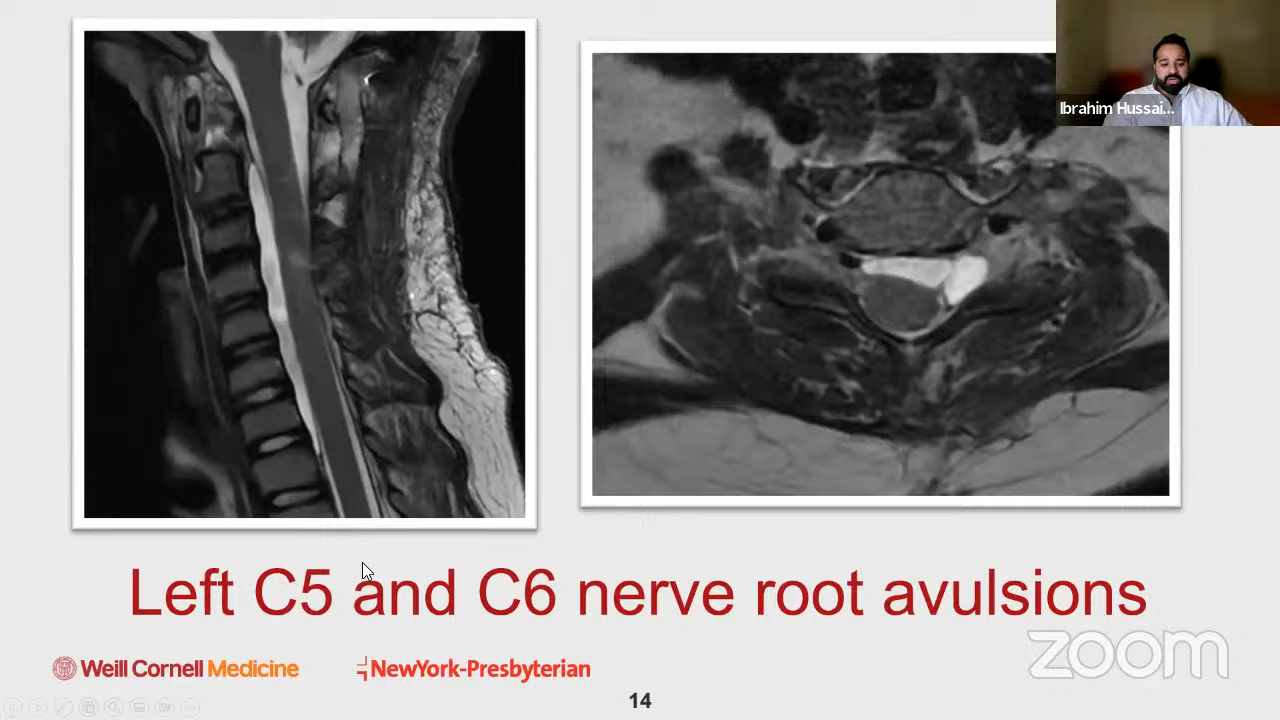 Ibrahim Hussai...
Left C5 and C6 nerve root avulsions
zoom
Weill Cornell Medicine
NewYork-Presbyterian
14